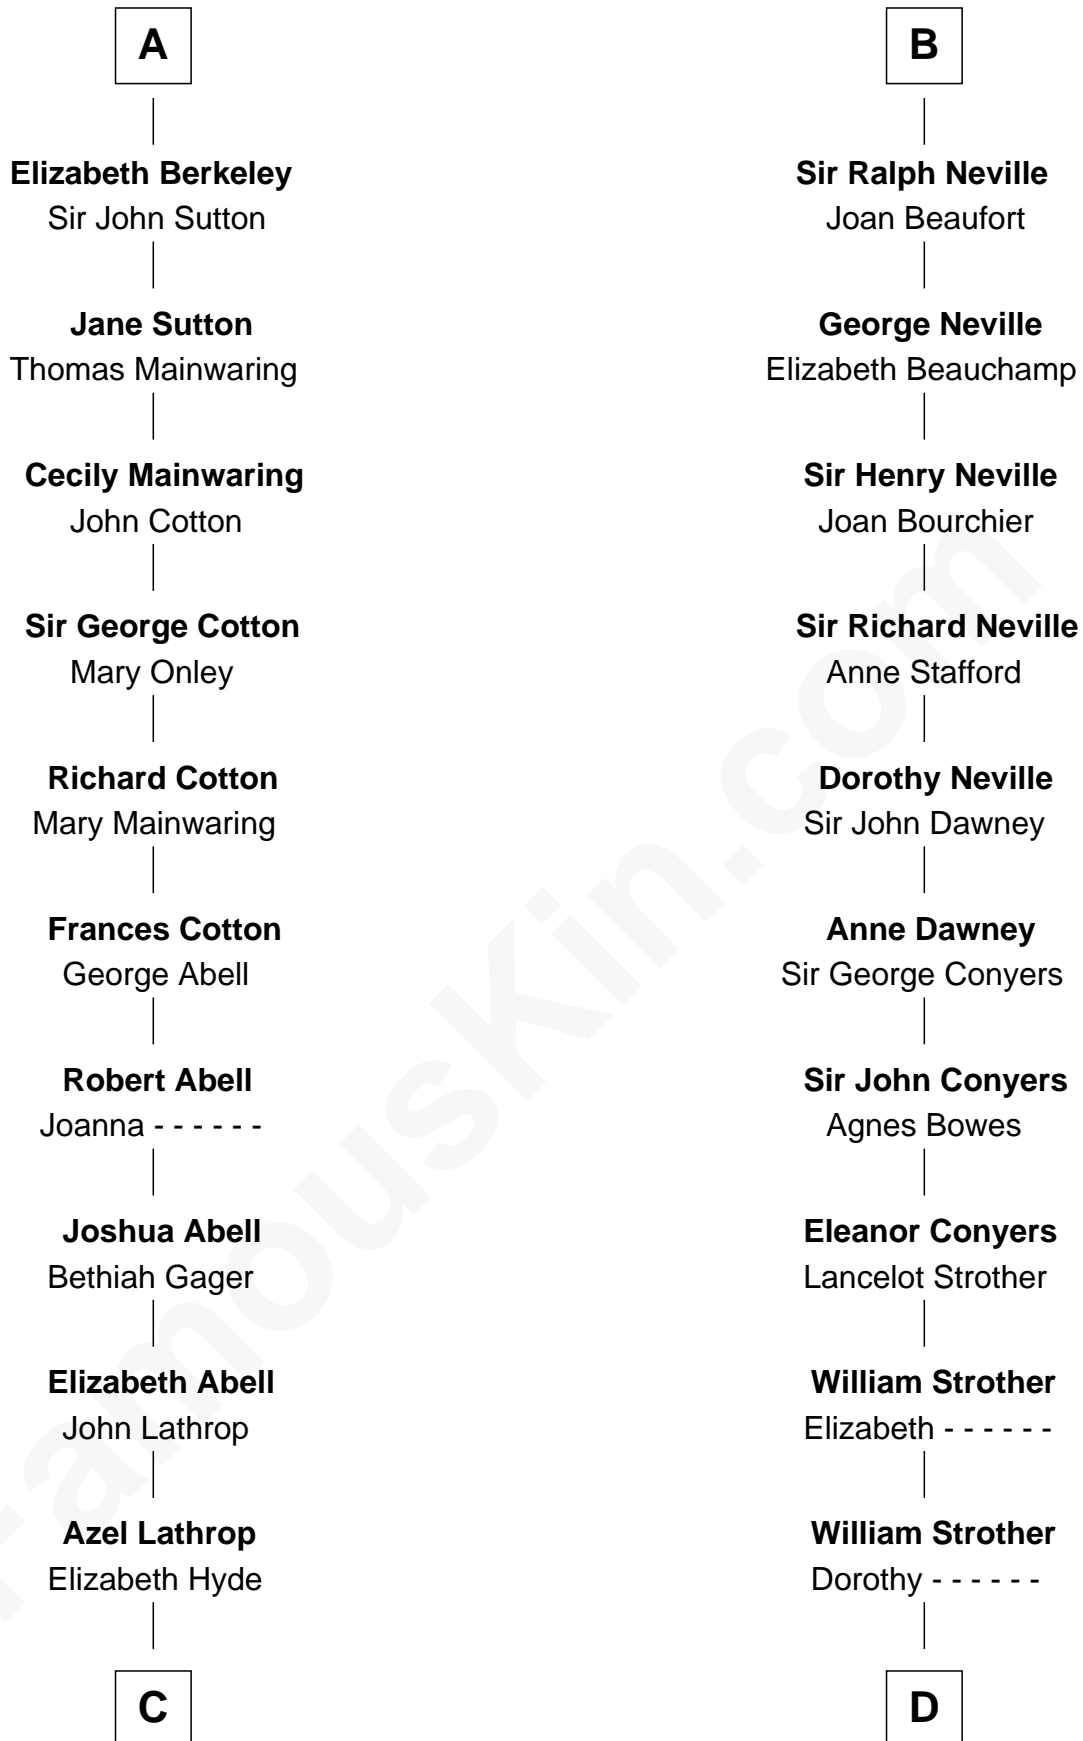 A
Elizabeth Berkeley
Sir John Sutton
Jane Sutton
Thomas Mainwaring
Cecily Mainwaring
John Cotton
Sir George Cotton
Mary Onley
Richard Cotton
Mary Mainwaring
Frances Cotton
George Abell
Robert Abell
Joanna - - - - - -
Joshua Abell
Bethiah Gager
Elizabeth Abell
John Lathrop
Azel Lathrop
Elizabeth Hyde
C
B
Sir Ralph Neville
Joan Beaufort
George Neville
Elizabeth Beauchamp
Sir Henry Neville
Joan Bourchier
Sir Richard Neville
Anne Stafford
Dorothy Neville
Sir John Dawney
Anne Dawney
Sir George Conyers
Sir John Conyers
Agnes Bowes
Eleanor Conyers
Lancelot Strother
William Strother
Elizabeth - - - - - -
William Strother
Dorothy - - - - - -
D
FamousKin.com